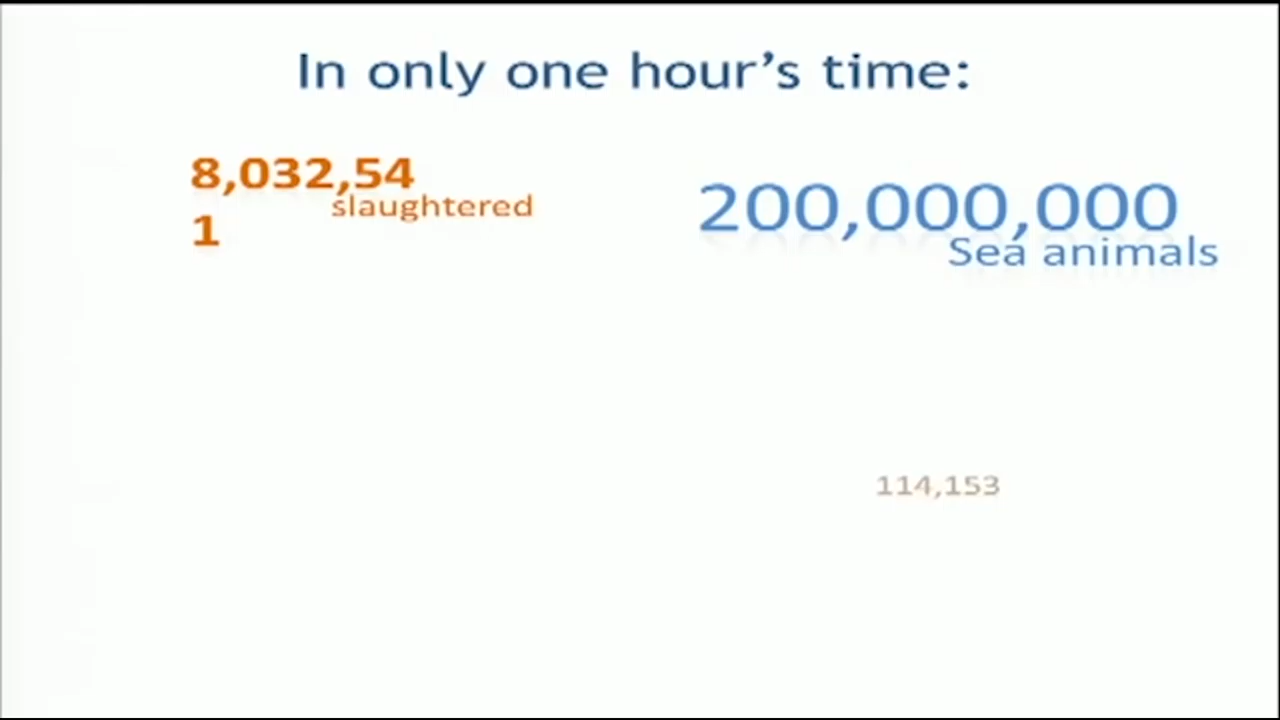 In only one hour's time:
8,032,54
slaughtered
1
200,000,000
Sea animals
114,153